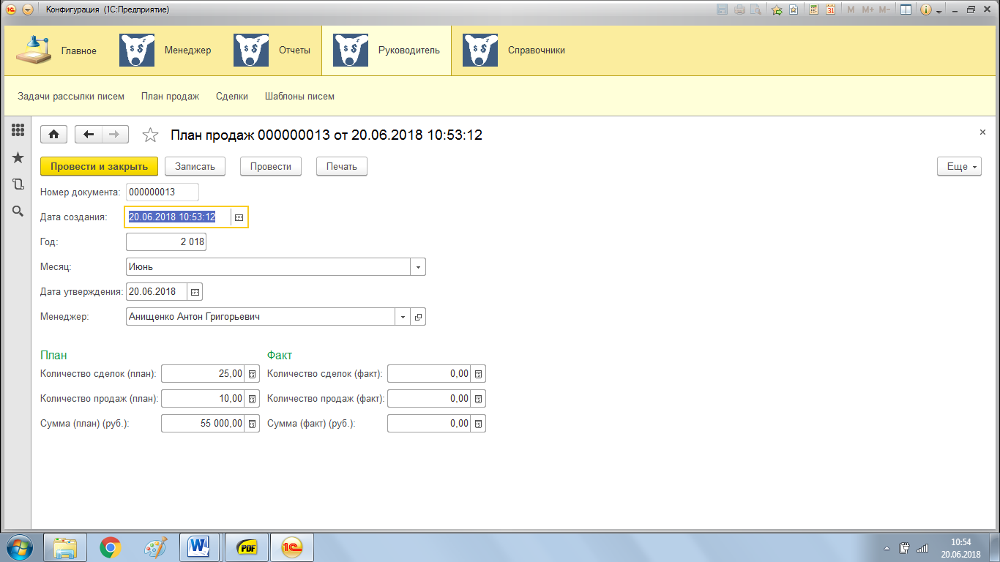 Конфигурация (1С:Предприятие)
M M+ M-
Главное Менеджер Отчеты Руководитель Справочники
Задачи рассылки писем План продаж Сделки Шаблоны писем
План продаж 000000013 от 20.06.2018 10:53:12
Провести и закрыть Записать Провести Печать Еще
Номер документа: 000000013
Дата создания: 20.06.2018 10:53:12
Год: 2 018
Месяц: Июнь
Дата утверждения: 20.06.2018
Менеджер: Анищенко Антон Григорьевич
План Факт
Количество сделок (план): 25,00 Количество сделок (факт): 0,00
Количество продаж (план): 10,00 Количество продаж (факт): 0,00
Сумма (план) (руб.): 55 000,00 Сумма (факт) (руб.): 0,00
PDF
10:54
20.06.2018